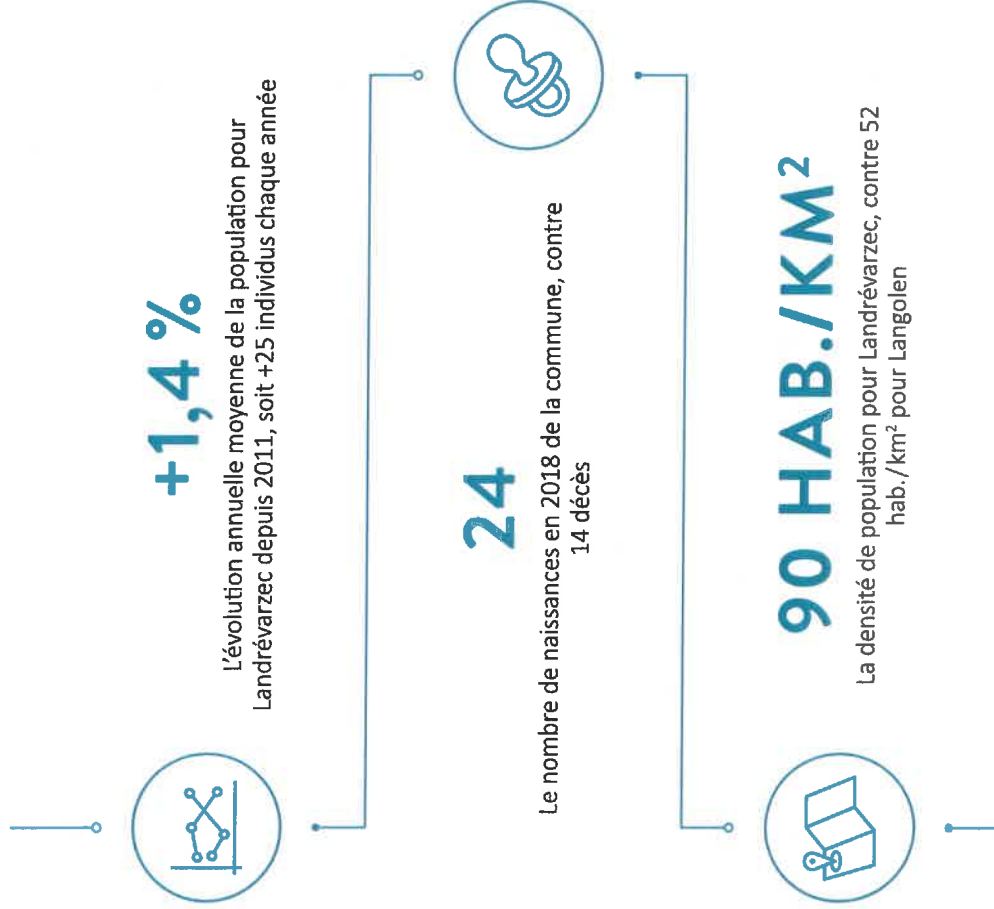 +1,4 %
L'évolution annuelle moyenne de la population pour
Landrévarzec depuis 2011, soit +25 individus chaque année
24
Le nombre de naissances en 2018 de la commune, contre
14 décès
90 HAB./KM²
La densité de population pour Landrévarzec, contre 52
hab./km² pour Langolen